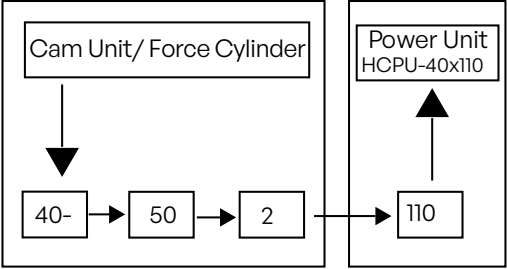 Cam Unit/ Force Cylinder
Power Unit
HCPU-40x110
40-
50
2
110